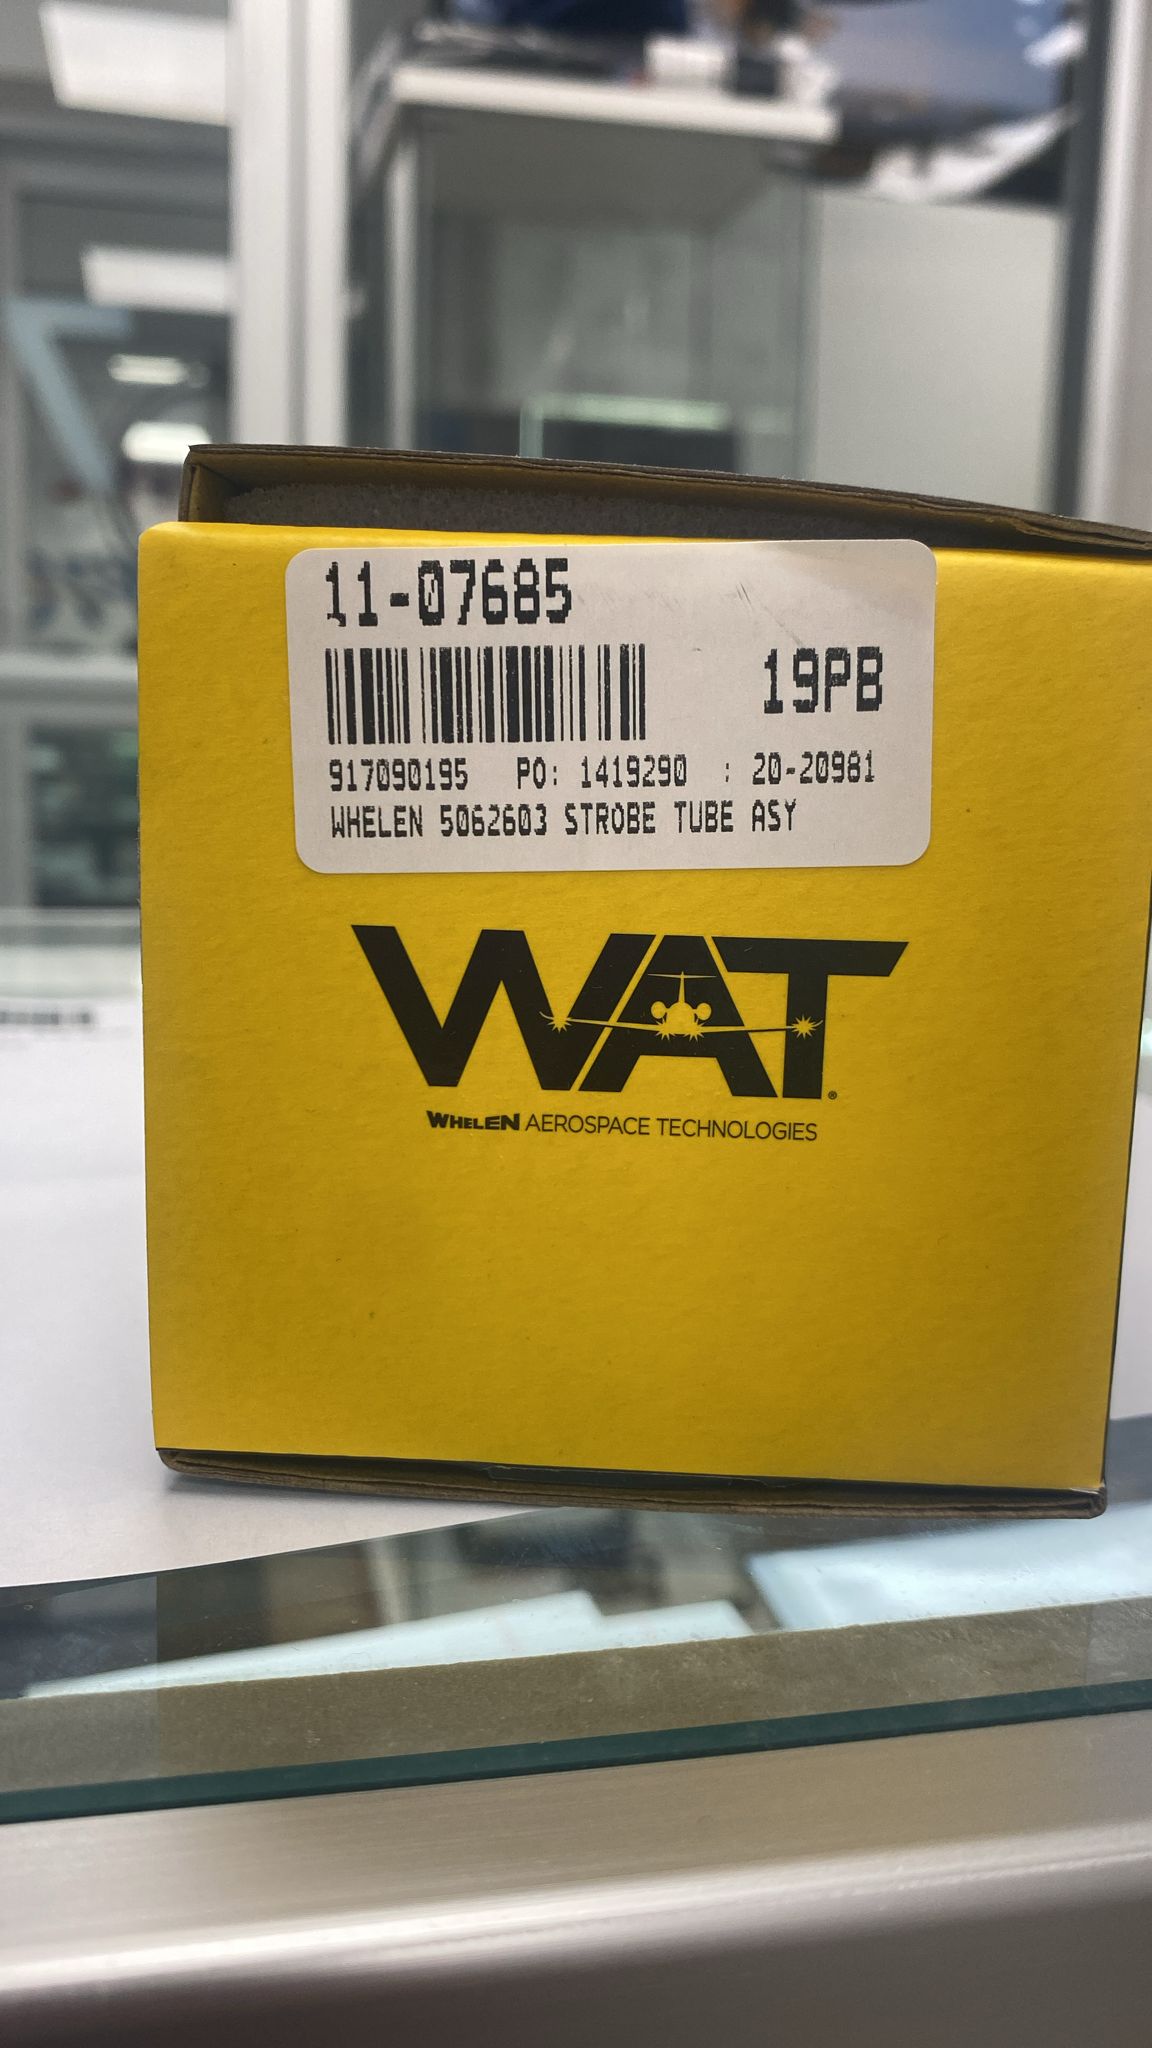 11-07685
19PB
917090195 PO: 1419290 : 20-20981
WHELEN 5062603 STROBE TUBE ASY
WAT®
WHELEN AEROSPACE TECHNOLOGIES